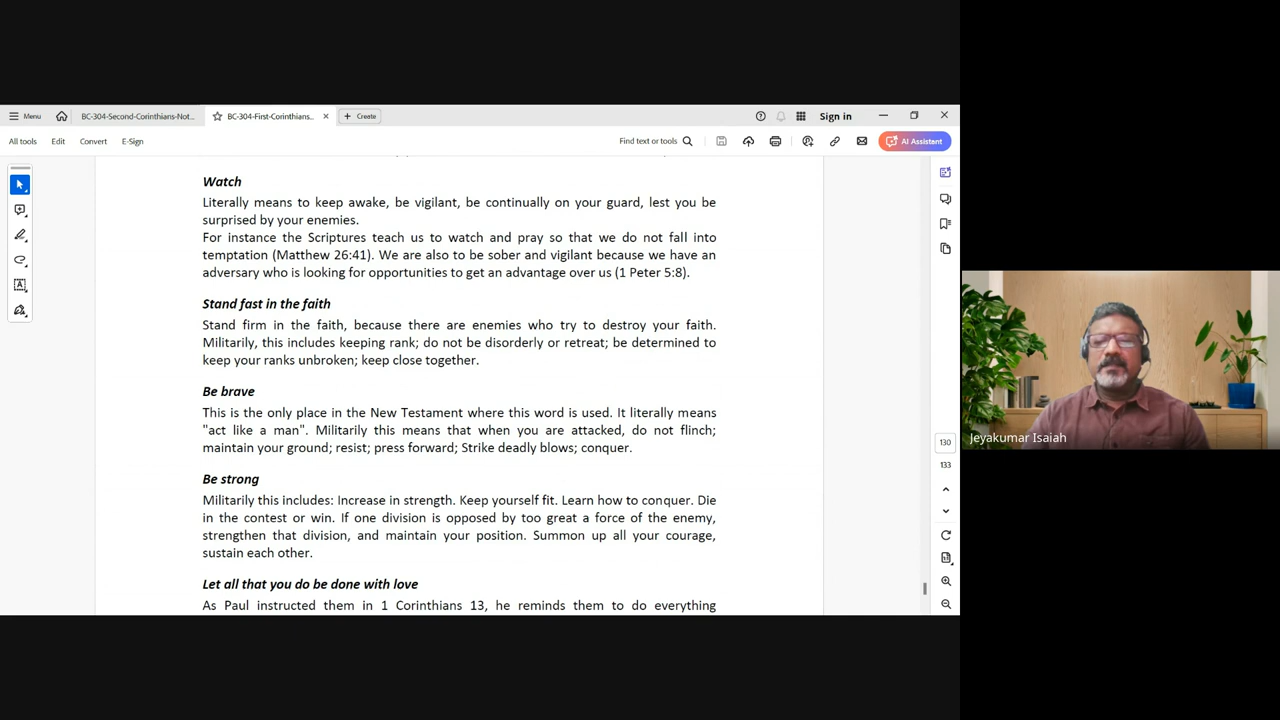 Menu
BC-304-Second-Corinthians-Not...
BC-304-First-Corinthians...
Create
Sign in
All tools Edit Convert E-Sign
Find text or tools
AI Assistant
Watch
Literally means to keep awake, be vigilant, be continually on your guard, lest you be
surprised by your enemies.
For instance the Scriptures teach us to watch and pray so that we do not fall into
temptation (Matthew 26:41). We are also to be sober and vigilant because we have an
adversary who is looking for opportunities to get an advantage over us (1 Peter 5:8).
Stand fast in the faith
Stand firm in the faith, because there are enemies who try to destroy your faith.
Militarily, this includes keeping rank; do not be disorderly or retreat; be determined to
keep your ranks unbroken; keep close together.
Be brave
This is the only place in the New Testament where this word is used. It literally means
"act like a man". Militarily this means that when you are attacked, do not flinch;
maintain your ground; resist; press forward; Strike deadly blows; conquer.
Be strong
Militarily this includes: Increase in strength. Keep yourself fit. Learn how to conquer. Die
in the contest or win. If one division is opposed by too great a force of the enemy,
strengthen that division, and maintain your position. Summon up all your courage,
sustain each other.
Let all that you do be done with love
As Paul instructed them in 1 Corinthians 13, he reminds them to do everything
130
133
Jeyakumar Isaiah